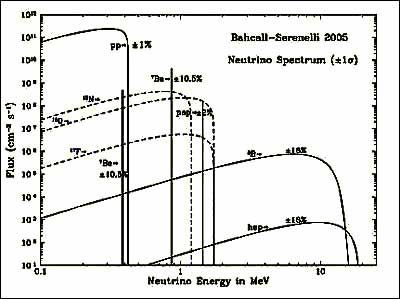 Bahcall-Serenelli 2005
Neutrino Spectrum (±1σ)
pp→ ±1%
⁷Be→ ±10.5%
¹³N→
pep→ ±2%
¹⁵O→
¹⁷F→
⁷Be→
±10.5%
⁸B→ ±16%
hep→ ±16%
Flux (cm⁻² s⁻¹)
10¹²
10¹¹
10¹⁰
10⁹
10⁸
10⁷
10⁶
10⁵
10⁴
10³
10²
10¹
0.1
1
10
Neutrino Energy in MeV